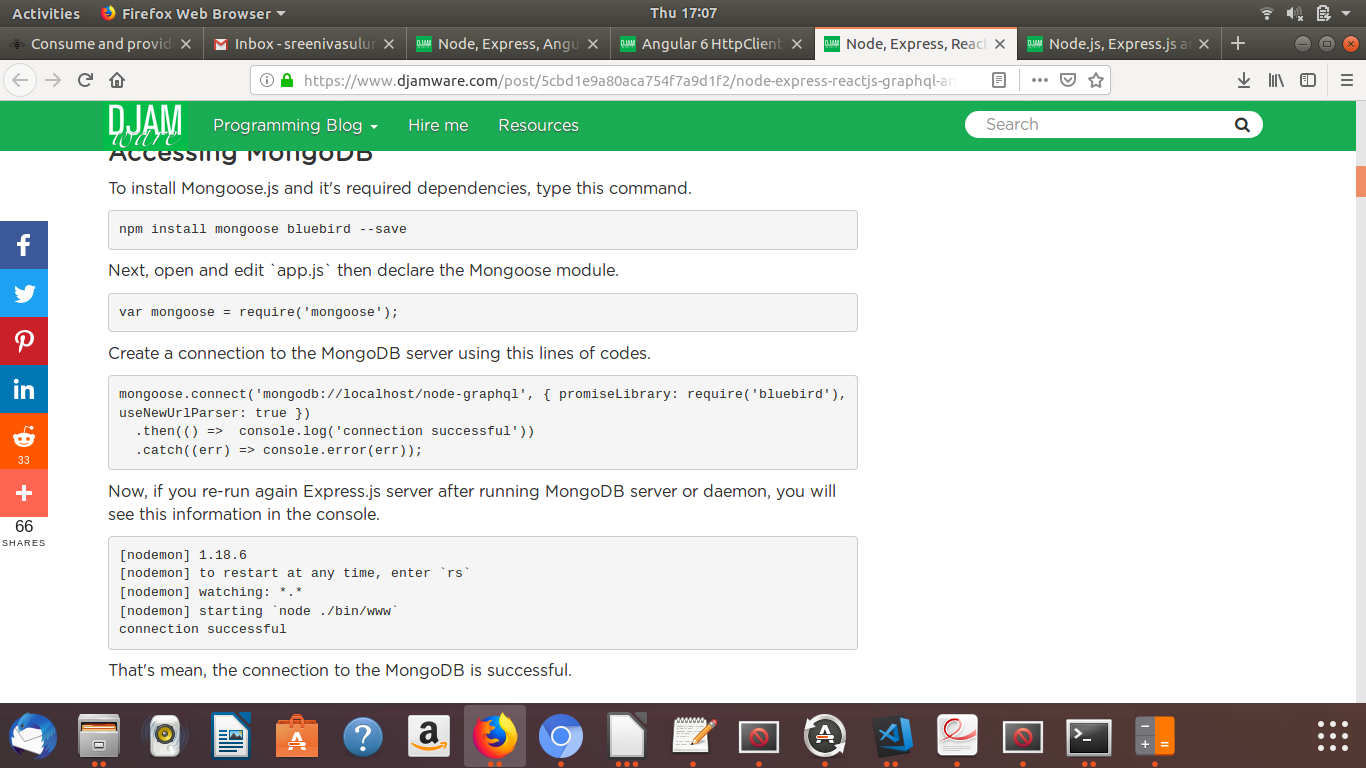 Activities
Firefox Web Browser
Thu 17:07
Consume and provid
Inbox - sreenivasulur
Node, Express, Angu
Angular 6 HttpClient
Node, Express, React
Node.js, Express.js a
https://www.djamware.com/post/5cbd1e9a80aca754f7a9d1f2/node-express-reactjs-graphql-an
DJAM
ware
Programming Blog
Hire me
Resources
Search
Accessing MongoDB
To install Mongoose.js and it's required dependencies, type this command.
npm install mongoose bluebird --save
Next, open and edit `app.js` then declare the Mongoose module.
var mongoose = require('mongoose');
Create a connection to the MongoDB server using this lines of codes.
mongoose.connect('mongodb://localhost/node-graphql', { promiseLibrary: require('bluebird'),
useNewUrlParser: true })
  .then(() =>  console.log('connection successful'))
  .catch((err) => console.error(err));
Now, if you re-run again Express.js server after running MongoDB server or daemon, you will
see this information in the console.
[nodemon] 1.18.6
[nodemon] to restart at any time, enter `rs`
[nodemon] watching: *.*
[nodemon] starting `node ./bin/www`
connection successful
That's mean, the connection to the MongoDB is successful.
33
66
SHARES